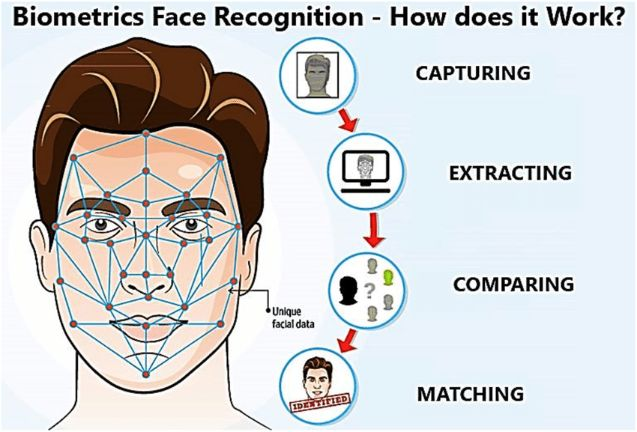 Biometrics Face Recognition - How does it Work?
CAPTURING
EXTRACTING
?
COMPARING
Unique
facial data
IDENTIFIED
MATCHING